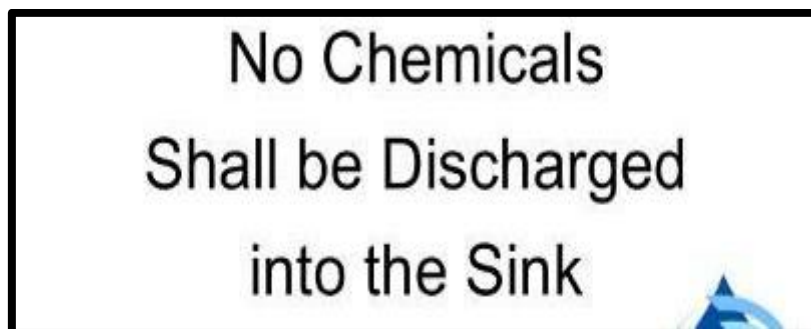 No Chemicals
Shall be Discharged
into the Sink